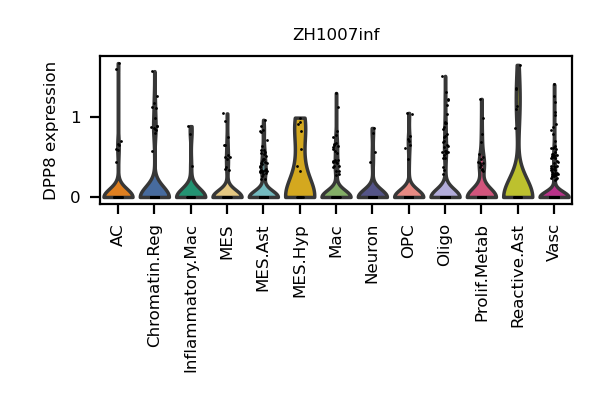 ZH1007inf
DPP8 expression
1
0
AC
Chromatin.Reg
Inflammatory.Mac
MES
MES.Ast
MES.Hyp
Mac
Neuron
OPC
Oligo
Prolif.Metab
Reactive.Ast
Vasc